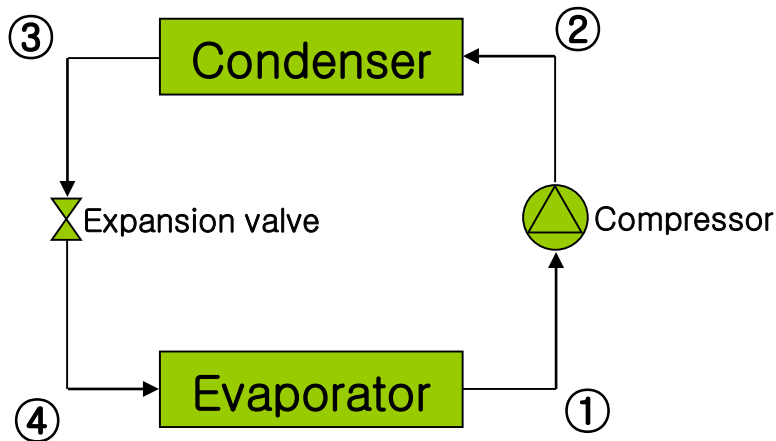 ③
②
Condenser
Expansion valve
Compressor
Evaporator
④
①